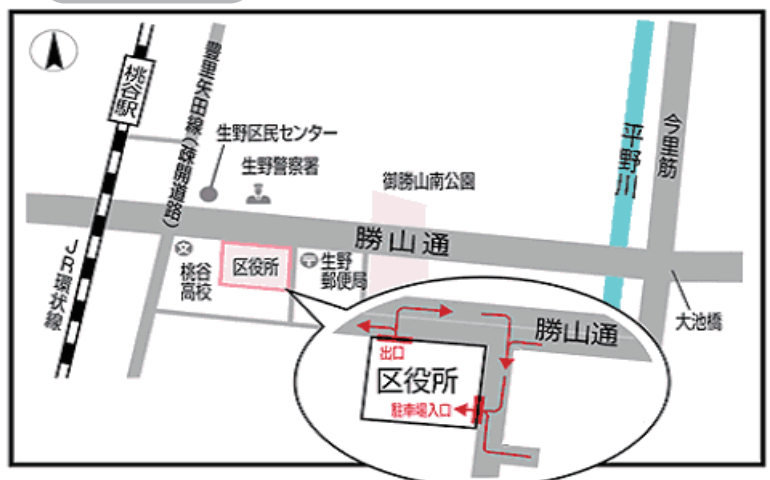 桃谷駅
豊里矢田線(疎開道路)
生野区民センター
生野警察署
御勝山南公園
平野川
今里筋
勝山通
JR環状線
桃谷
高校
区役所
生野
郵便局
大池橋
勝山通
出口
区役所
駐車場入口